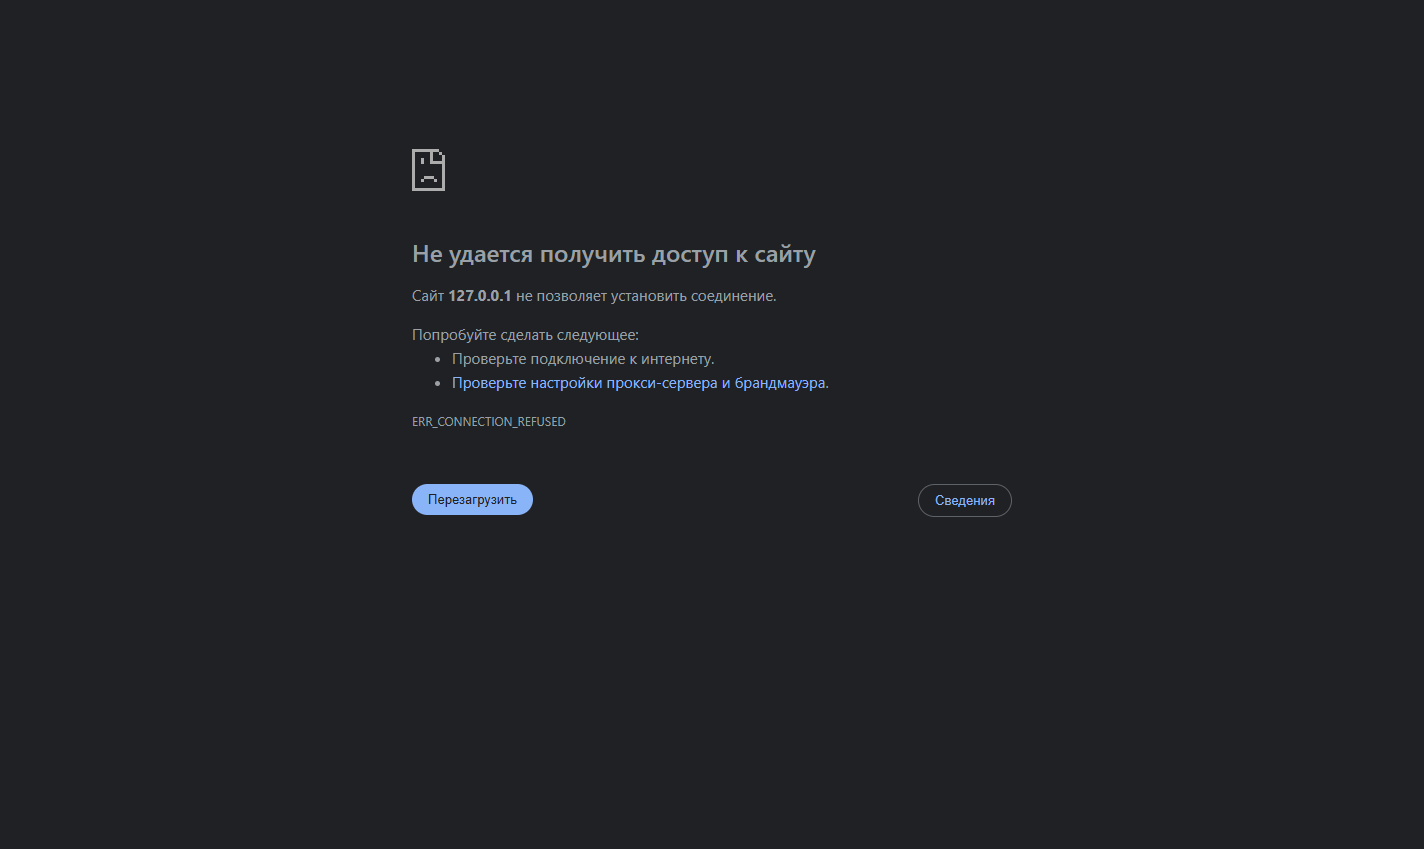 Не удается получить доступ к сайту
Сайт 127.0.0.1 не позволяет установить соединение.
Попробуйте сделать следующее:
Проверьте подключение к интернету.
Проверьте настройки прокси-сервера и брандмауэра.
ERR_CONNECTION_REFUSED
Перезагрузить
Сведения